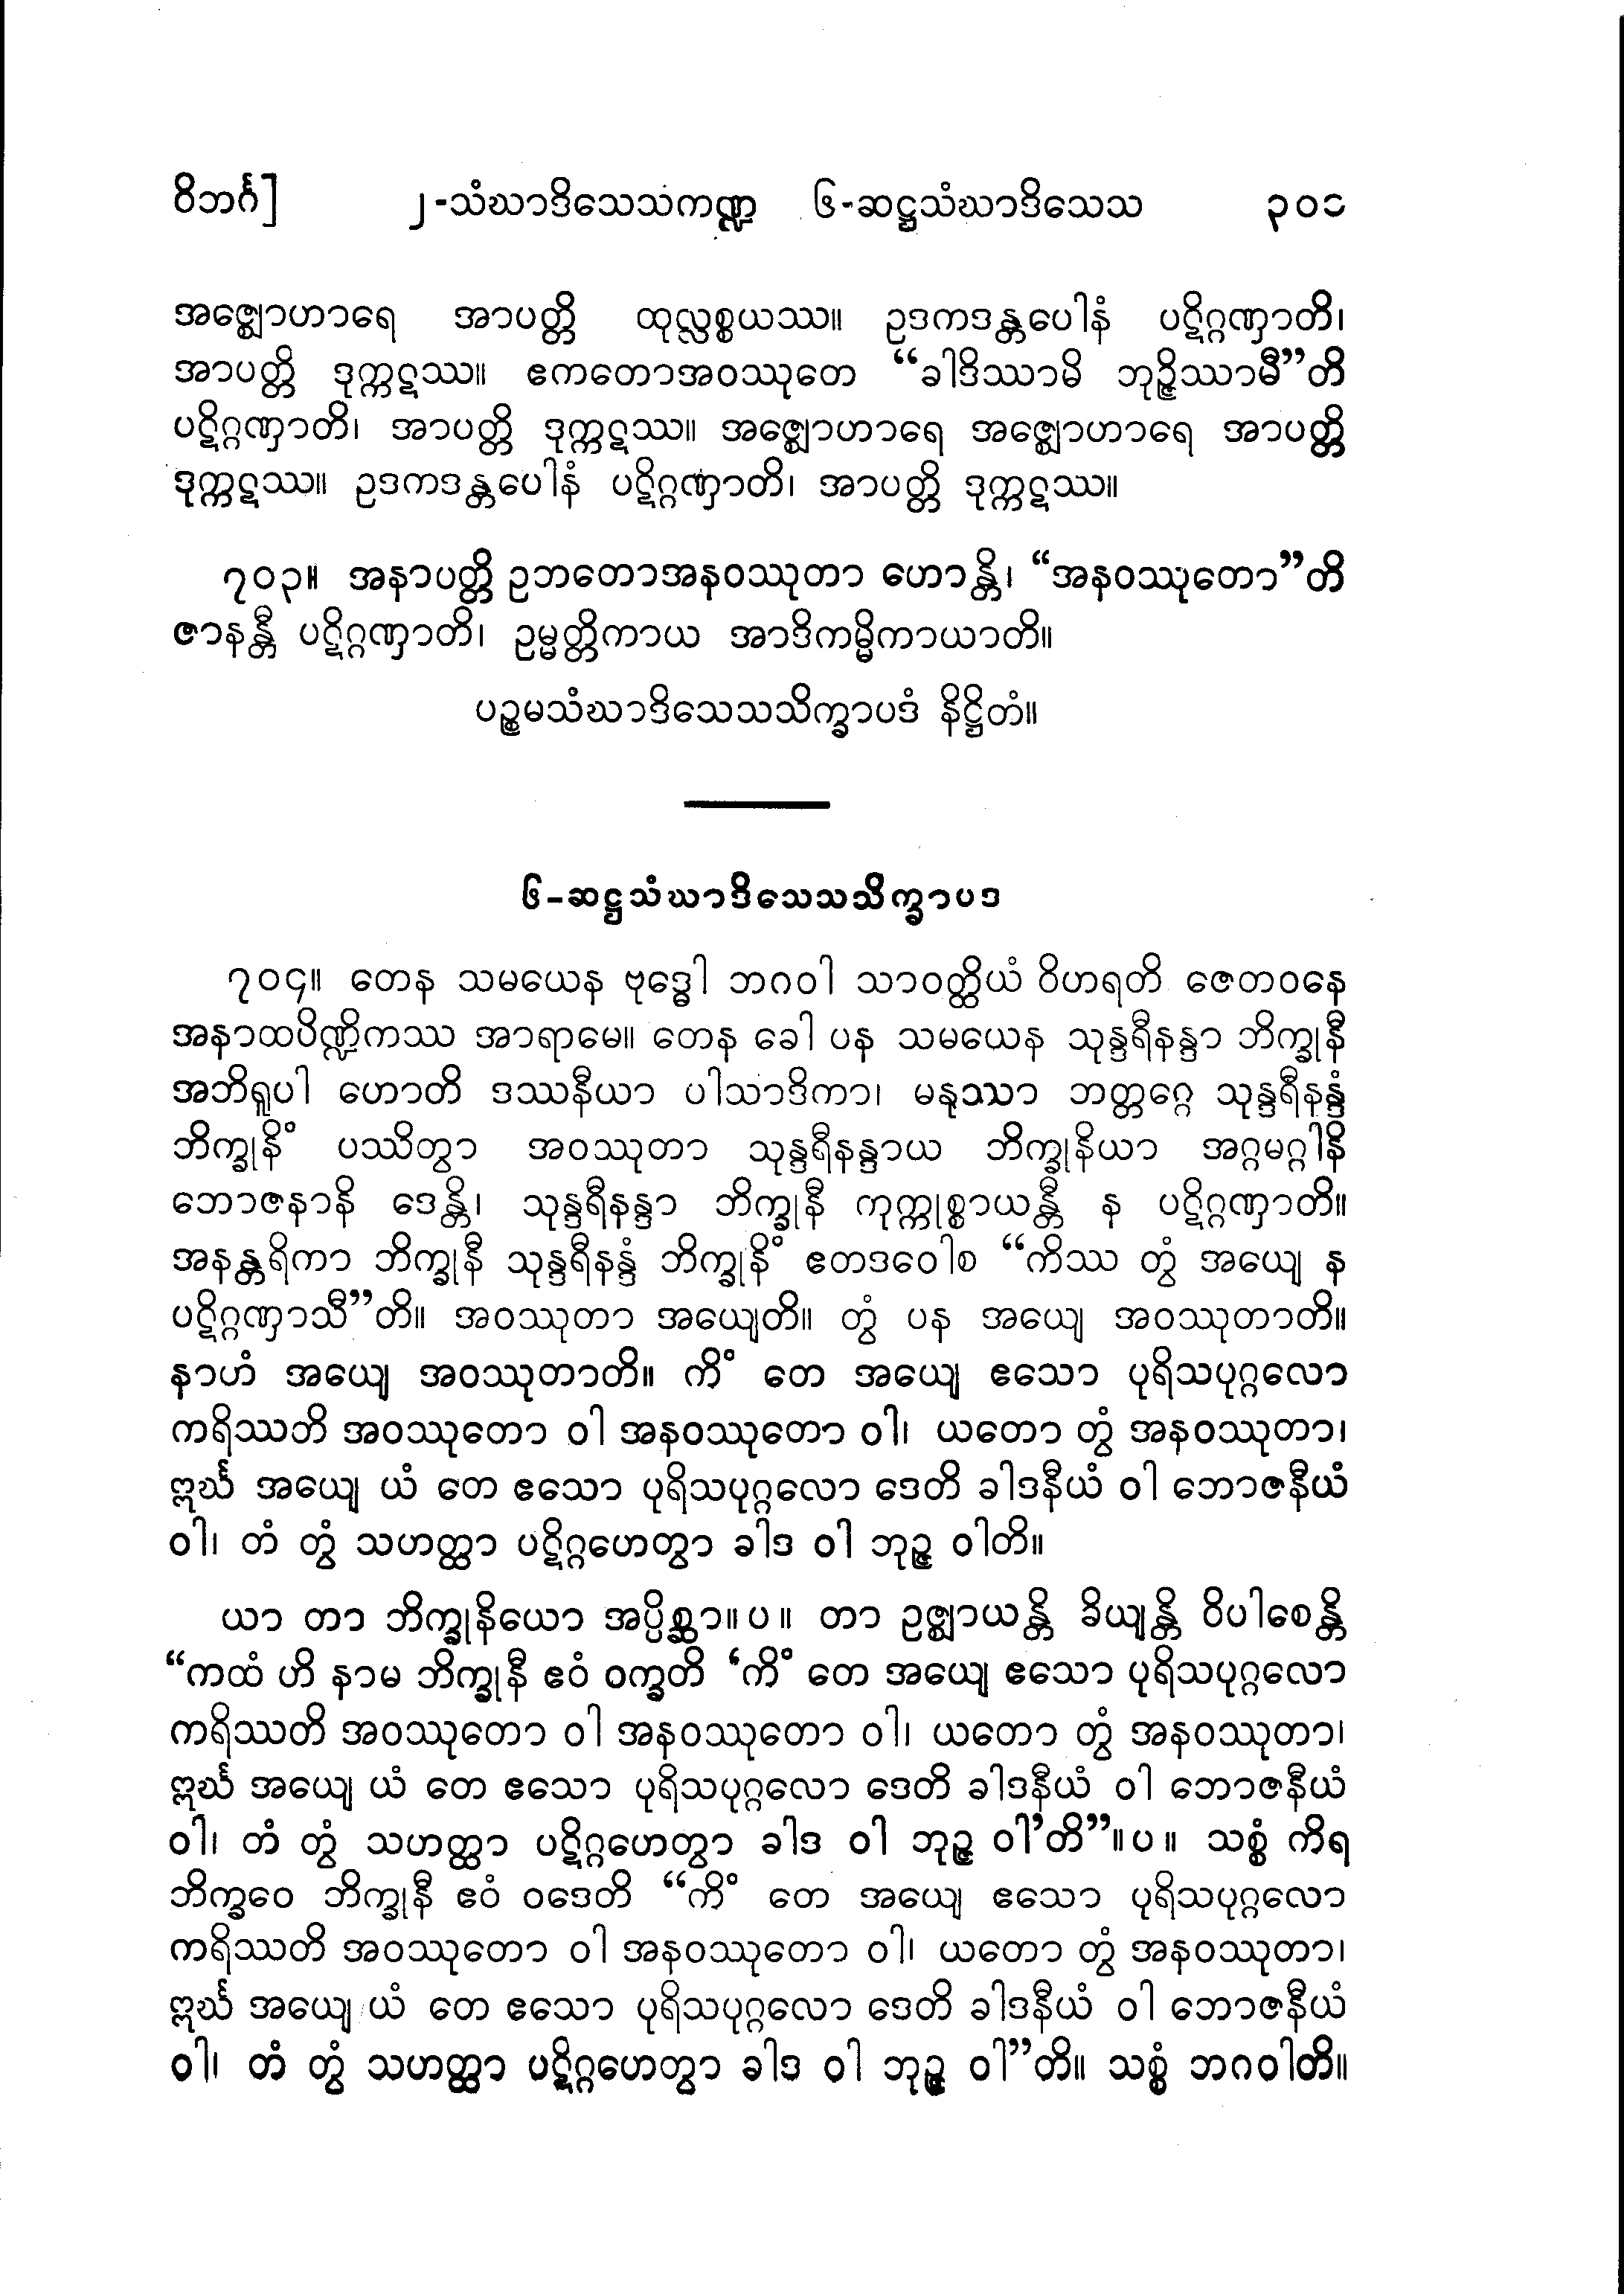 ဝိဘင်္ဂ] ၂-သံဃာဒိသေသကဏ္ဍ ၆-ဆဋ္ဌသံဃာဒိသေသ ၃၀၁
အဇ္ဈောဟာရေ အာပတ္တိ ထုလ္လစ္စယဿ။ ဥဒကဒန္တပေါနံ ပဋိဂ္ဂဏှာတိ၊
အာပတ္တိ ဒုက္ကဋဿ။ ဧကတောအဝဿုတေ “ခါဒိဿာမိ ဘုဉ္ဇိဿာမီ”တိ
ပဋိဂ္ဂဏှာတိ၊ အာပတ္တိ ဒုက္ကဋဿ။ အဇ္ဈောဟာရေ အဇ္ဈောဟာရေ အာပတ္တိ
ဒုက္ကဋဿ။ ဥဒကဒန္တပေါနံ ပဋိဂ္ဂဏှာတိ၊ အာပတ္တိ ဒုက္ကဋဿ။
၇၀၃။ အနာပတ္တိ ဥဘတောအနဝဿုတာ ဟောန္တိ၊ “အနဝဿုတော”တိ
ဇာနန္တီ ပဋိဂ္ဂဏှာတိ၊ ဥမ္မတ္တိကာယ အာဒိကမ္မိကာယာတိ။
ပဉ္စမသံဃာဒိသေသသိက္ခာပဒံ နိဋ္ဌိတံ။
၆-ဆဋ္ဌသံဃာဒိသေသသိက္ခာပဒ
၇၀၄။ တေန သမယေန ဗုဒ္ဓေါ ဘဂဝါ သာဝတ္ထိယံ ဝိဟရတိ ဇေတဝနေ
အနာထပိဏ္ဍိကဿ အာရာမေ။ တေန ခေါ ပန သမယေန သုန္ဒရီနန္ဒာ ဘိက္ခုနီ
အဘိရူပါ ဟောတိ ဒဿနီယာ ပါသာဒိကာ၊ မနုဿာ ဘတ္တဂ္ဂေ သုန္ဒရီနန္ဒံ
ဘိက္ခုနိံ ပဿိတွာ အဝဿုတာ သုန္ဒရီနန္ဒာယ ဘိက္ခုနိယာ အဂ္ဂမဂ္ဂါနိ
ဘောဇနာနိ ဒေန္တိ၊ သုန္ဒရီနန္ဒာ ဘိက္ခုနီ ကုက္ကုစ္စာယန္တီ န ပဋိဂ္ဂဏှာတိ။
အနန္တရိကာ ဘိက္ခုနီ သုန္ဒရီနန္ဒံ ဘိက္ခုနိံ ဧတဒဝေါစ “ကိဿ တွံ အယျေ န
ပဋိဂ္ဂဏှာသီ”တိ။ အဝဿုတာ အယျေတိ။ တွံ ပန အယျေ အဝဿုတာတိ။
နာဟံ အယျေ အဝဿုတာတိ။ ကိံ တေ အယျေ ဧသော ပုရိသပုဂ္ဂလော
ကရိဿဘိ အဝဿုတော ဝါ အနဝဿုတော ဝါ၊ ယတော တွံ အနဝဿုတာ၊
ဣင်္ဃ အယျေ ယံ တေ ဧသော ပုရိသပုဂ္ဂလော ဒေတိ ခါဒနီယံ ဝါ ဘောဇနီယံ
ဝါ၊ တံ တွံ သဟတ္ထာ ပဋိဂ္ဂဟေတွာ ခါဒ ဝါ ဘုဉ္ဇ ဝါတိ။
ယာ တာ ဘိက္ခုနိယော အပ္ပိစ္ဆာ။ပ။ တာ ဥဇ္ဈာယန္တိ ခိယျန္တိ ဝိပါစေန္တိ
“ကထံ ဟိ နာမ ဘိက္ခုနီ ဧဝံ ဝက္ခတိ ‘ကိံ တေ အယျေ ဧသော ပုရိသပုဂ္ဂလော
ကရိဿတိ အဝဿုတော ဝါ အနဝဿုတော ဝါ၊ ယတော တွံ အနဝဿုတာ၊
ဣင်္ဃ အယျေ ယံ တေ ဧသော ပုရိသပုဂ္ဂလော ဒေတိ ခါဒနီယံ ဝါ ဘောဇနီယံ
ဝါ၊ တံ တွံ သဟတ္ထာ ပဋိဂ္ဂဟေတွာ ခါဒ ဝါ ဘုဉ္ဇ ဝါ’တိ”။ပ။ သစ္စံ ကိရ
ဘိက္ခဝေ ဘိက္ခုနီ ဧဝံ ဝဒေတိ “ကိံ တေ အယျေ ဧသော ပုရိသပုဂ္ဂလော
ကရိဿတိ အဝဿုတော ဝါ အနဝဿုတော ဝါ၊ ယတော တွံ အနဝဿုတာ၊
ဣင်္ဃ အယျေ ယံ တေ ဧသော ပုရိသပုဂ္ဂလော ဒေတိ ခါဒနီယံ ဝါ ဘောဇနီယံ
ဝါ၊ တံ တွံ သဟတ္ထာ ပဋိဂ္ဂဟေတွာ ခါဒ ဝါ ဘုဉ္ဇ ဝါ”တိ။ သစ္စံ ဘဂဝါတိ။